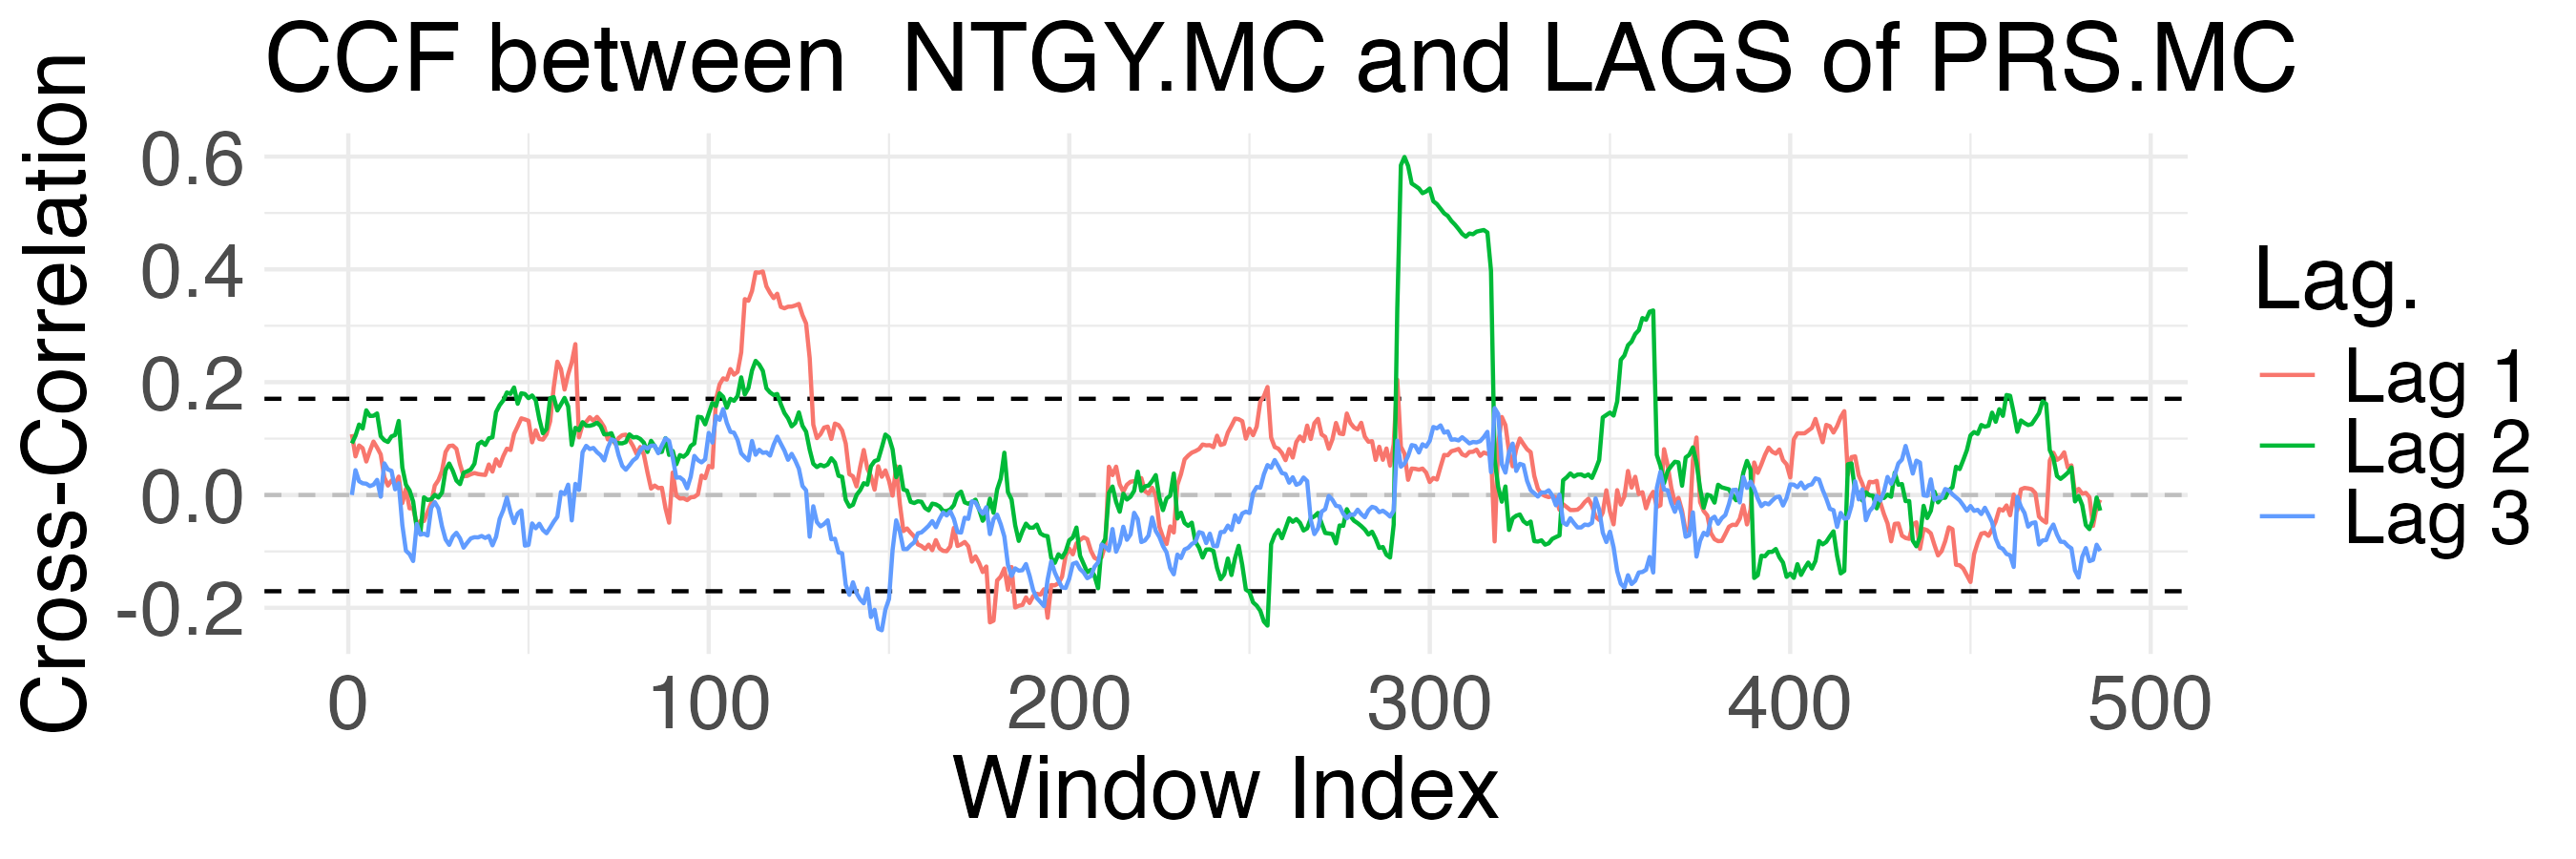 CCF between  NTGY.MC and LAGS of PRS.MC
Cross-Correlation
0.6
0.4
0.2
0.0
-0.2
0 100 200 300 400 500
Window Index
Lag.
Lag 1
Lag 2
Lag 3